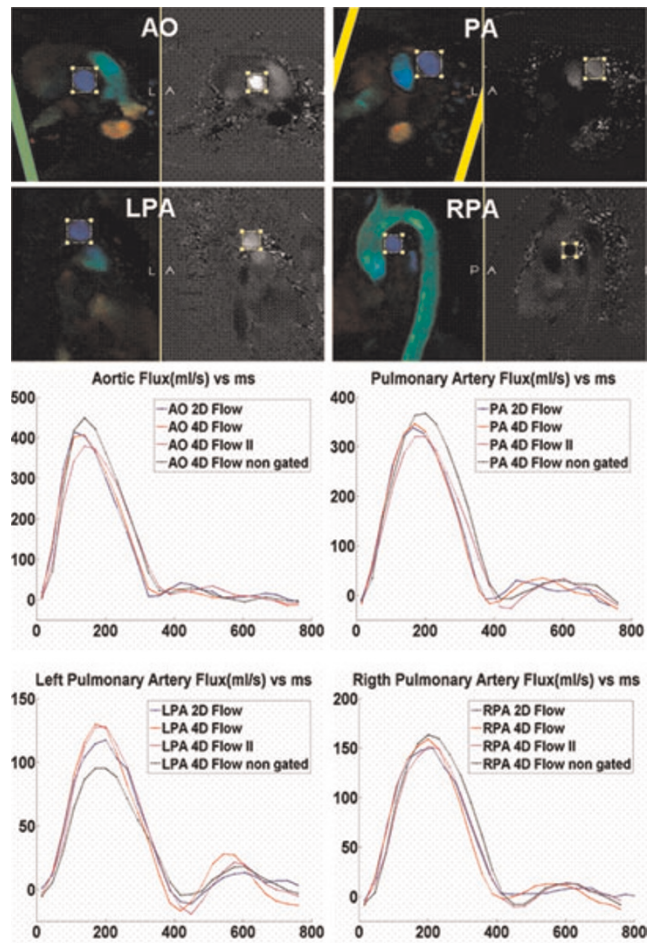 AO
PA
L A
L A
LPA
RPA
L A
P A
Aortic Flux(ml/s) vs ms
500
400
300
200
100
0
0 200 400 600 800
AO 2D Flow
AO 4D Flow
AO 4D Flow II
AO 4D Flow non gated
Pulmonary Artery Flux(ml/s) vs ms
400
300
200
100
0
0 200 400 600 800
PA 2D Flow
PA 4D Flow
PA 4D Flow II
PA 4D Flow non gated
Left Pulmonary Artery Flux(ml/s) vs ms
150
100
50
0
0 200 400 600 800
LPA 2D Flow
LPA 4D Flow
LPA 4D Flow II
LPA 4D Flow non gated
Rigth Pulmonary Artery Flux(ml/s) vs ms
200
150
100
50
0
0 200 400 600 800
RPA 2D Flow
RPA 4D Flow
RPA 4D Flow II
RPA 4D Flow non gated